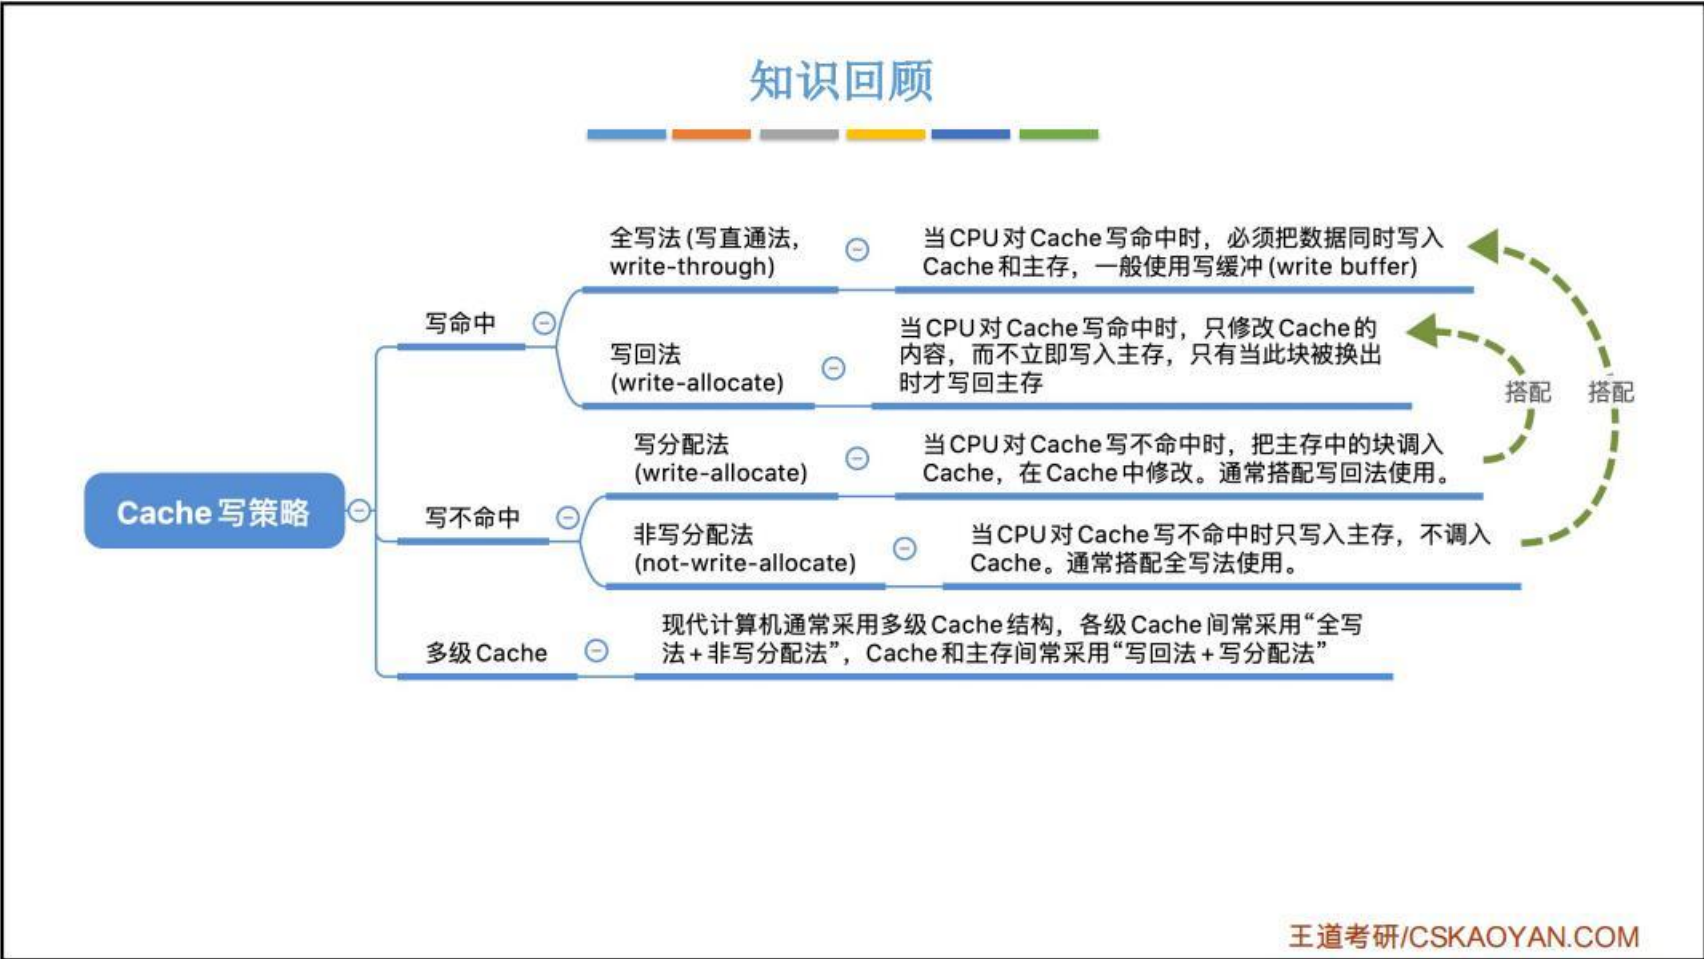 知识回顾
全写法(写直通法，
write-through)
当CPU对Cache写命中时，必须把数据同时写入
Cache和主存，一般使用写缓冲(write buffer)
写命中
写回法
(write-allocate)
当CPU对Cache写命中时，只修改Cache的
内容，而不立即写入主存，只有当此块被换出
时才写回主存
搭配
搭配
Cache写策略
写不命中
写分配法
(write-allocate)
当CPU对Cache写不命中时，把主存中的块调入
Cache，在Cache中修改。通常搭配写回法使用。
非写分配法
(not-write-allocate)
当CPU对Cache写不命中时只写入主存，不调入
Cache。通常搭配全写法使用。
多级Cache
现代计算机通常采用多级Cache结构，各级Cache间常采用“全写
法+非写分配法”，Cache和主存间常采用“写回法+写分配法”
王道考研/CSKAOYAN.COM